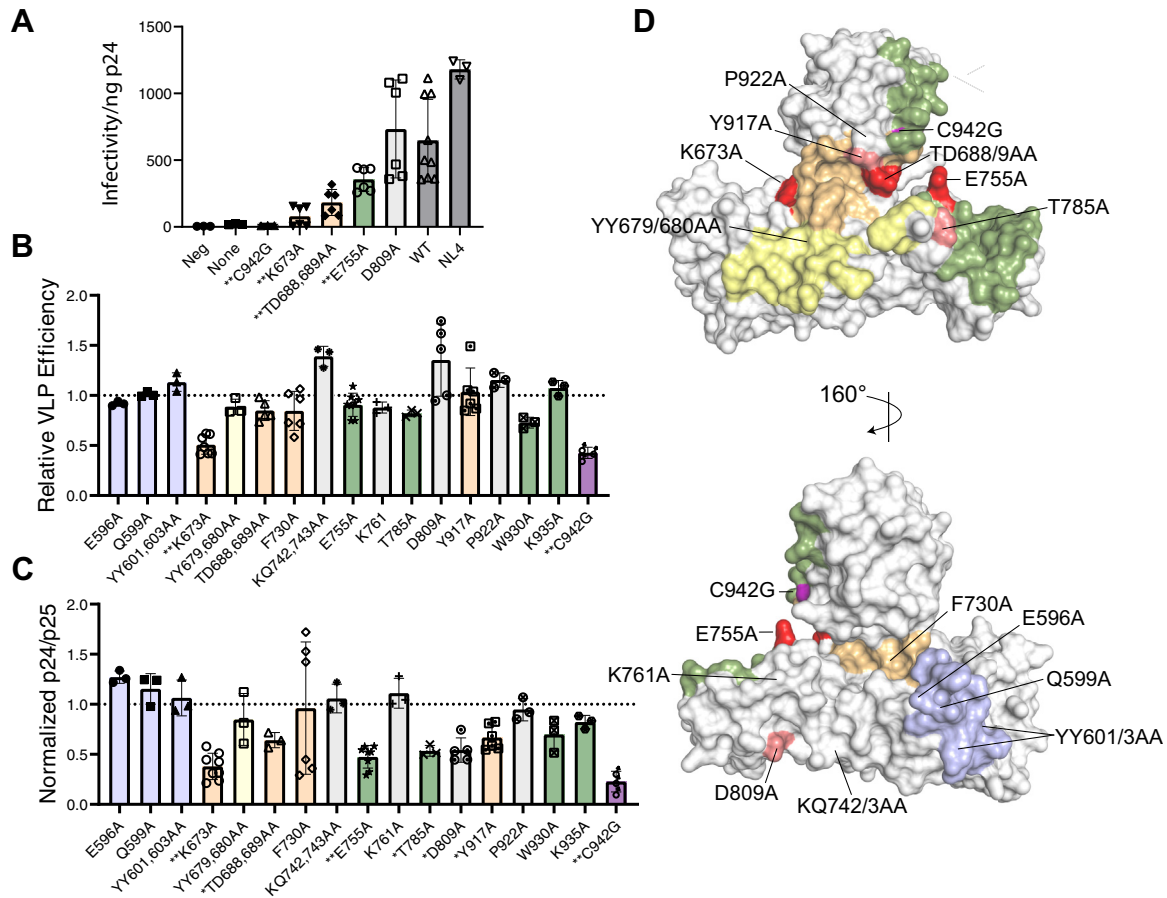 A
Infectivity/ng p24
1500
1000
500
0
Neg
None
**C942G
**K673A
**TD688,689AA
**E755A
D809A
WT
NL4
B
Relative VLP Efficiency
2.0
1.5
1.0
0.5
0.0
E596A
Q599A
YY601,603AA
**K673A
YY679,680AA
TD688,689AA
F730A
KQ742,743AA
E755A
K761
T785A
D809A
Y917A
P922A
W930A
K935A
**C942G
C
Normalized p24/p25
2.0
1.5
1.0
0.5
0.0
E596A
Q599A
YY601,603AA
**K673A
YY679,680AA
*TD688,689AA
F730A
KQ742,743AA
**E755A
K761A
*T785A
*D809A
*Y917A
P922A
W930A
K935A
**C942G
D
P922A
Y917A
K673A
C942G
TD688/9AA
E755A
T785A
YY679/680AA
160°
C942G
F730A
E596A
E755A
Q599A
K761A
YY601/3AA
D809A
KQ742/3AA